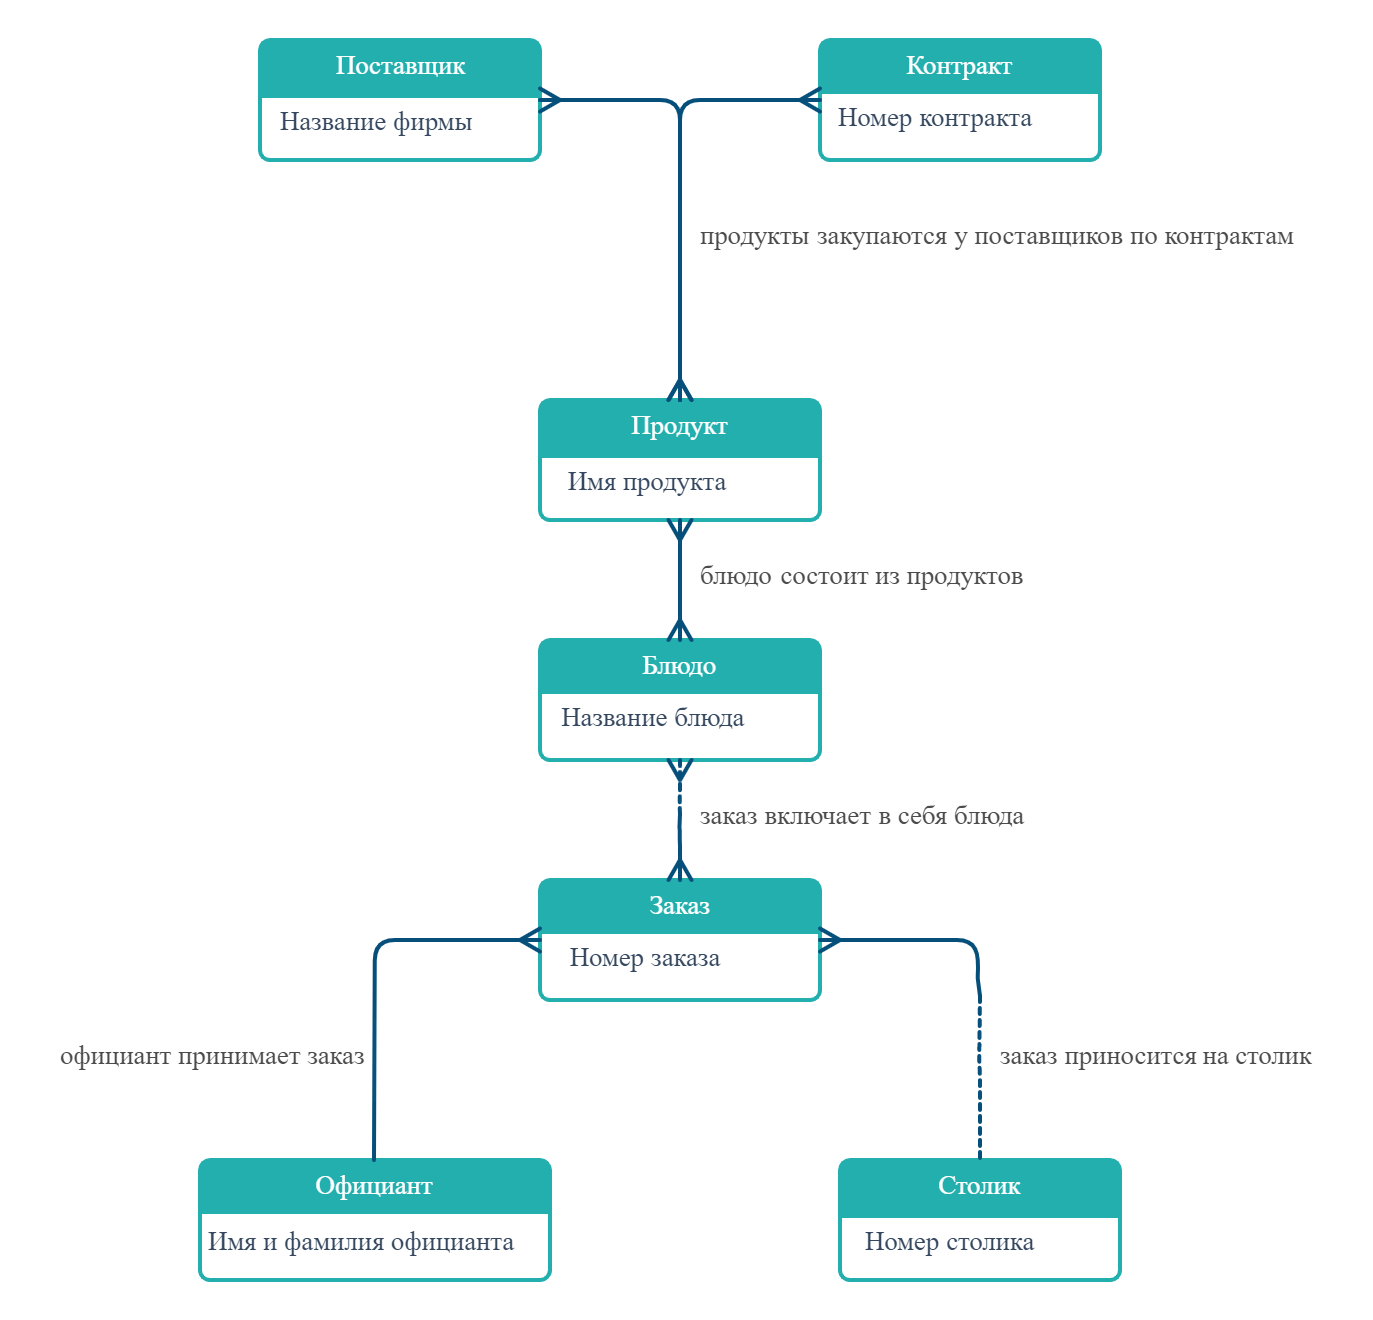 Поставщик
Контракт
Название фирмы
Номер контракта
продукты закупаются у поставщиков по контрактам
Продукт
Имя продукта
блюдо состоит из продуктов
Блюдо
Название блюда
заказ включает в себя блюда
Заказ
Номер заказа
официант принимает заказ
заказ приносится на столик
Официант
Столик
Имя и фамилия официанта
Номер столика